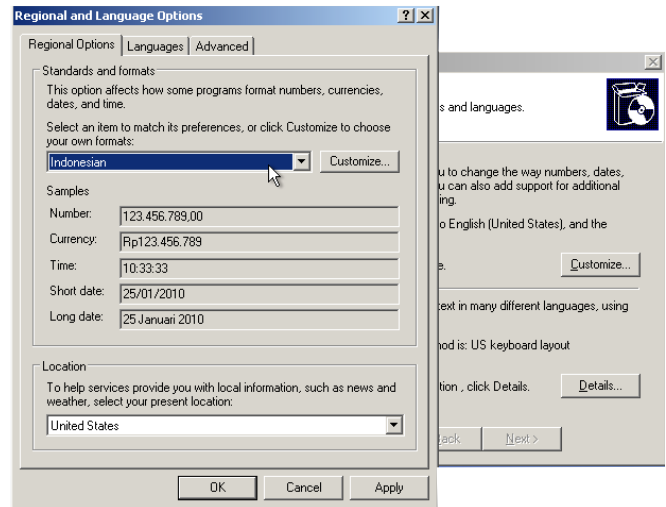 Regional and Language Options
Regional Options Languages Advanced
Standards and formats
This option affects how some programs format numbers, currencies,
dates, and time.
Select an item to match its preferences, or click Customize to choose
your own formats:
Indonesian
Customize...
Samples
Number: 123.456.789,00
Currency: Rp123.456.789
Time: 10:33:33
Short date: 25/01/2010
Long date: 25 Januari 2010
Location
To help services provide you with local information, such as news and
weather, select your present location:
United States
OK Cancel Apply
s and languages.
u to change the way numbers, dates,
u can also add support for additional
ing.
o English (United States), and the
e.
Customize...
text in many different languages, using
hod is: US keyboard layout
tion , click Details.
Details...
ack Next >